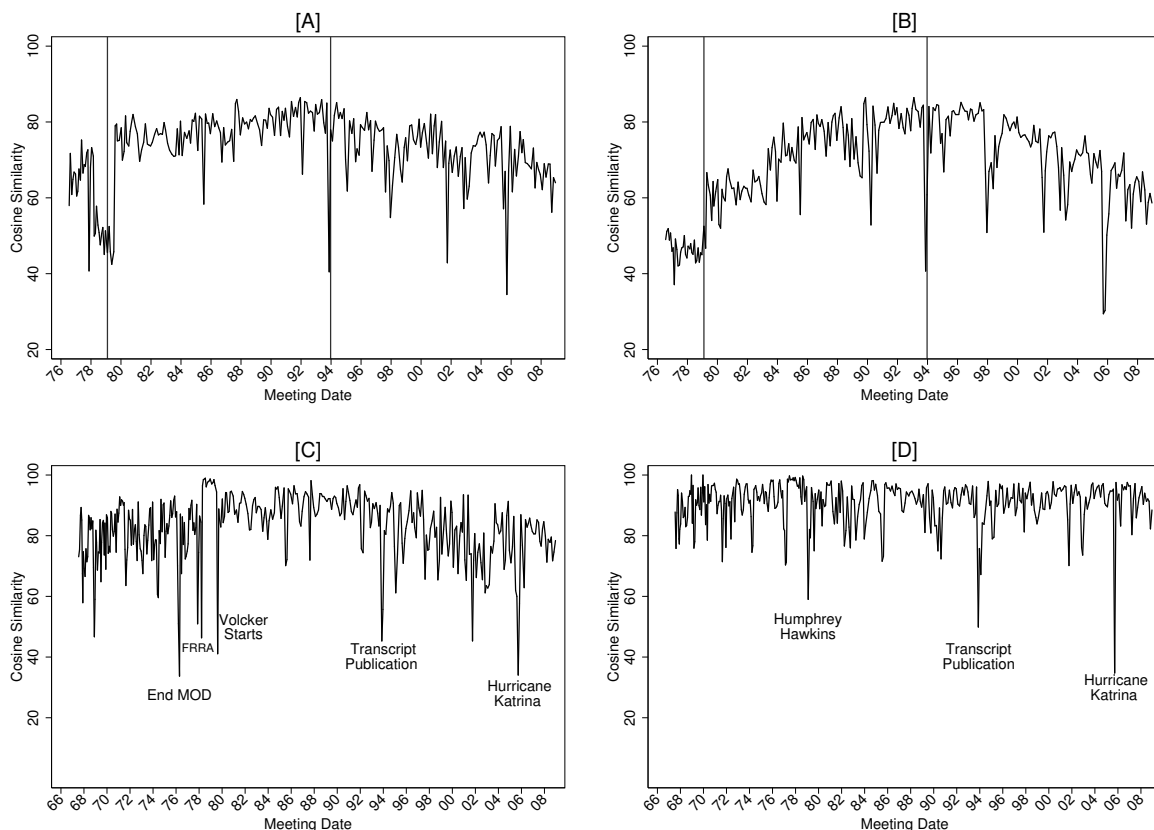 [A]
Cosine Similarity
100
80
60
40
20
76 78 80 82 84 86 88 90 92 94 96 98 00 02 04 06 08
Meeting Date
[B]
Cosine Similarity
100
80
60
40
20
76 78 80 82 84 86 88 90 92 94 96 98 00 02 04 06 08
Meeting Date
[C]
Cosine Similarity
100
80
60
40
20
Volcker
Starts
FRRA
Transcript
Publication
End MOD
Hurricane
Katrina
66 68 70 72 74 76 78 80 82 84 86 88 90 92 94 96 98 00 02 04 06 08
Meeting Date
[D]
Cosine Similarity
100
80
60
40
20
Humphrey
Hawkins
Transcript
Publication
Hurricane
Katrina
66 68 70 72 74 76 78 80 82 84 86 88 90 92 94 96 98 00 02 04 06 08
Meeting Date